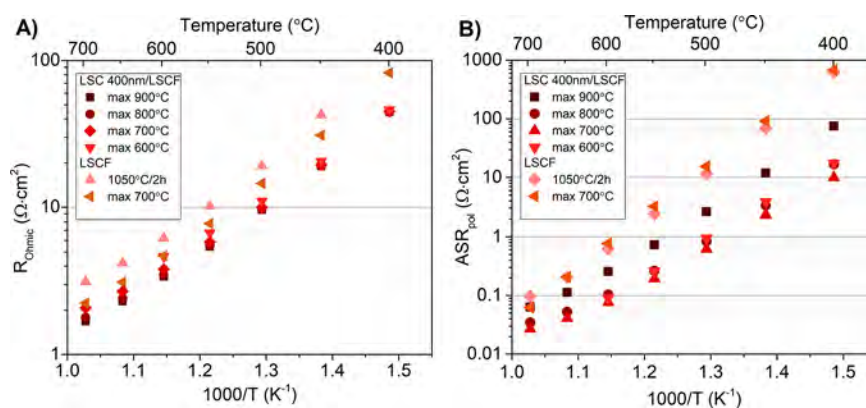 A)
Temperature (°C)
700 600 500 400
LSC 400nm/LSCF
max 900°C
max 800°C
max 700°C
max 600°C
LSCF
1050°C/2h
max 700°C
R_Ohmic (Ω·cm²)
100
10
1
1.0 1.1 1.2 1.3 1.4 1.5
1000/T (K⁻¹)
B)
Temperature (°C)
700 600 500 400
LSC 400nm/LSCF
max 900°C
max 800°C
max 700°C
max 600°C
LSCF
1050°C/2h
max 700°C
ASR_pol (Ω·cm²)
1000
100
10
1
0.1
0.01
1.0 1.1 1.2 1.3 1.4 1.5
1000/T (K⁻¹)